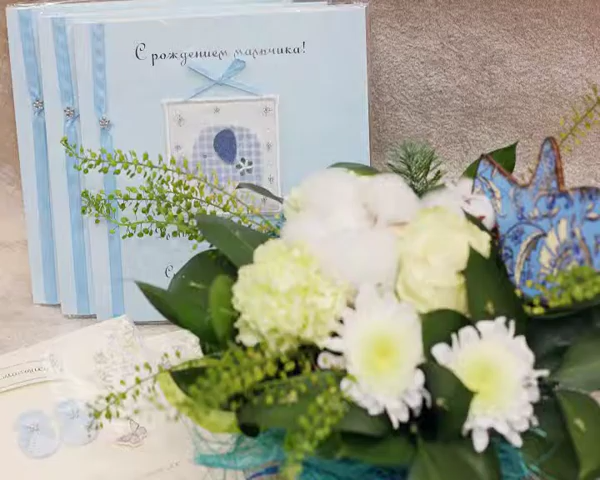 С рождением мальчика!